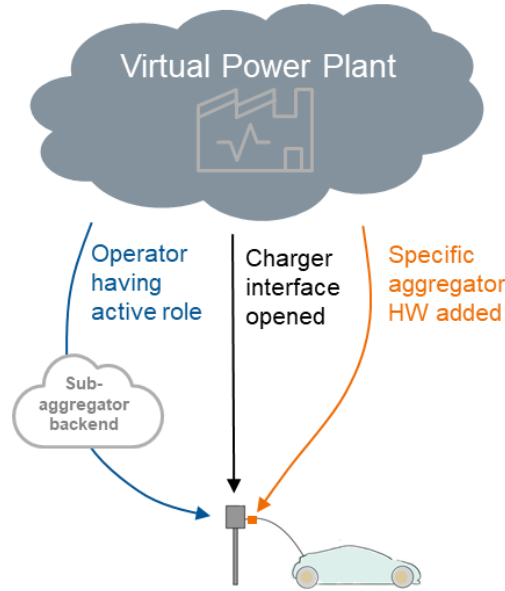 Virtual Power Plant
Operator
having
active role
Charger
interface
opened
Specific
aggregator
HW added
Sub-
aggregator
backend